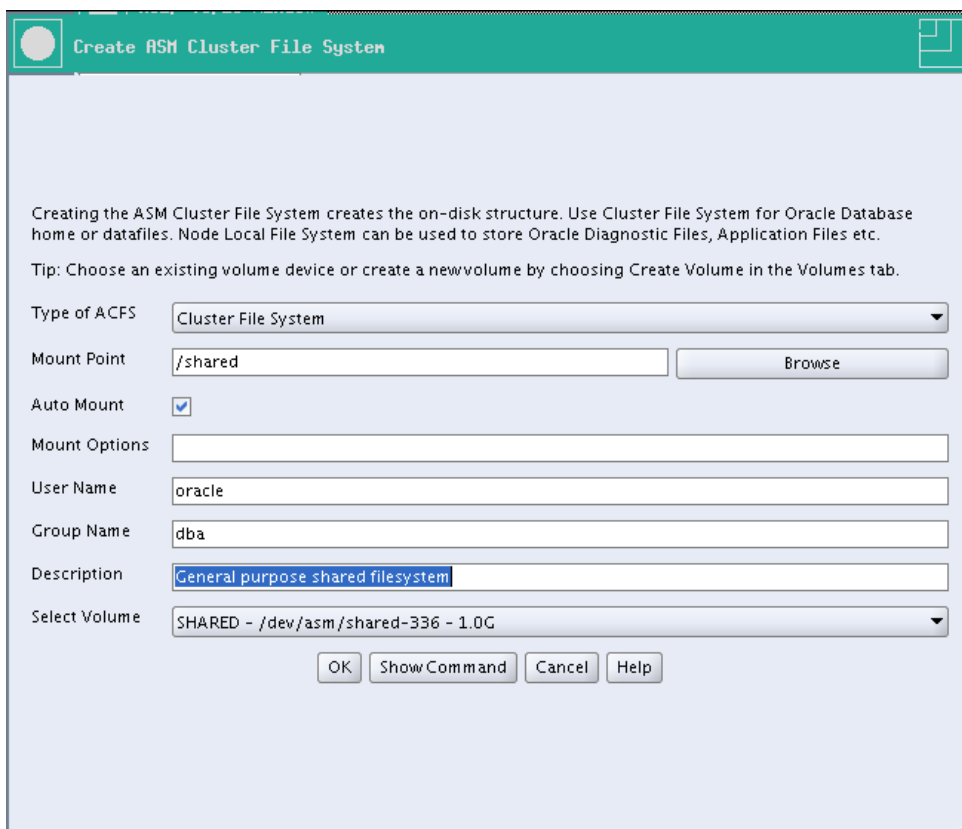 Create ASM Cluster File System
Creating the ASM Cluster File System creates the on-disk structure. Use Cluster File System for Oracle Database
home or datafiles. Node Local File System can be used to store Oracle Diagnostic Files, Application Files etc.
Tip: Choose an existing volume device or create a new volume by choosing Create Volume in the Volumes tab.
Type of ACFS
Cluster File System
Mount Point
/shared
Browse
Auto Mount
Mount Options
User Name
oracle
Group Name
dba
Description
General purpose shared filesystem
Select Volume
SHARED - /dev/asm/shared-336 - 1.0G
OK
Show Command
Cancel
Help